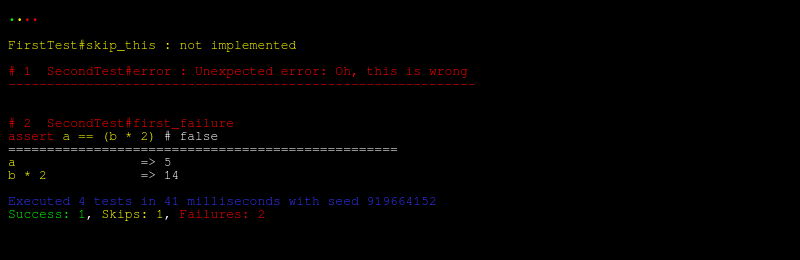 ....
FirstTest#skip_this : not implemented
# 1  SecondTest#error : Unexpected error: Oh, this is wrong
------------------------------------------------------------
# 2  SecondTest#first_failure
assert a == (b * 2) # false
==================================================
a                => 5
b * 2            => 14
Executed 4 tests in 41 milliseconds with seed 919664152
Success: 1, Skips: 1, Failures: 2